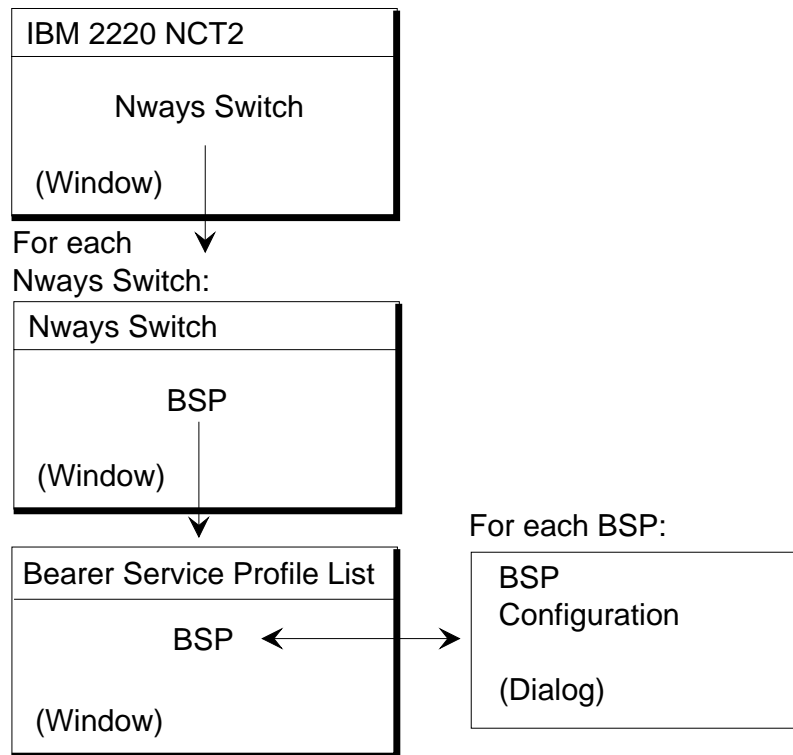 IBM 2220 NCT2
Nways Switch
(Window)
For each
Nways Switch:
Nways Switch
BSP
(Window)
Bearer Service Profile List
BSP
(Window)
For each BSP:
BSP
Configuration
(Dialog)